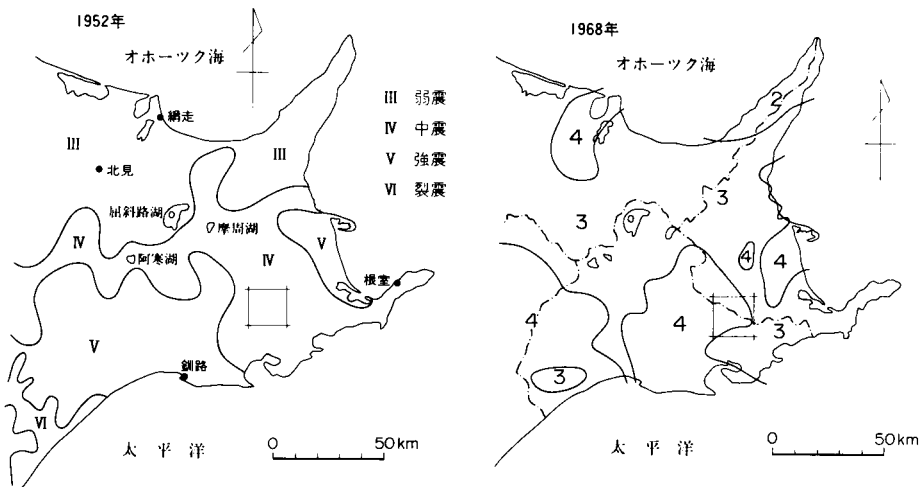 1952年
オホーツク海
網走
III
III
北見
屈斜路湖
摩周湖
IV
阿寒湖
IV
V
根室
V
釧路
VI
太平洋
0 50km
III 弱震
IV 中震
V 強震
VI 裂震
1968年
オホーツク海
2
4
3
3
4
4
4
4
3
3
太平洋
0 50km